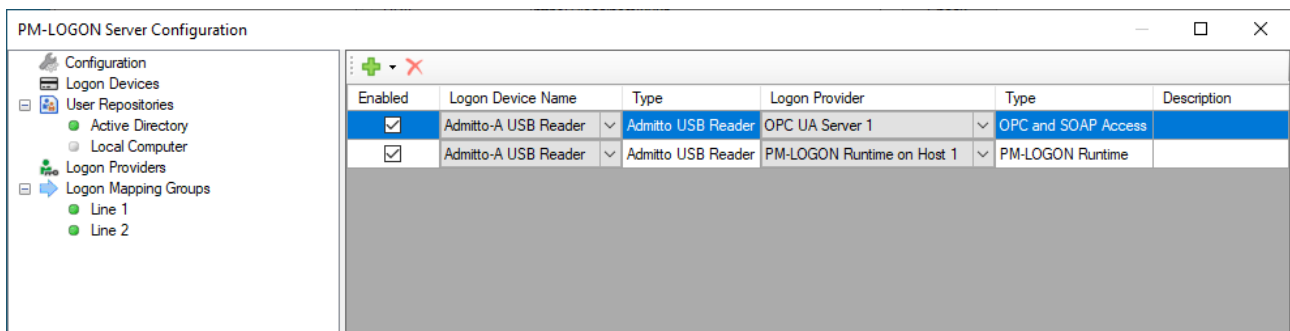 PM-LOGON Server Configuration
Configuration
Logon Devices
User Repositories
Active Directory
Local Computer
Logon Providers
Logon Mapping Groups
Line 1
Line 2
Enabled Logon Device Name Type Logon Provider Type Description
Admitto-A USB Reader Admitto USB Reader OPC UA Server 1 OPC and SOAP Access
Admitto-A USB Reader Admitto USB Reader PM-LOGON Runtime on Host 1 PM-LOGON Runtime